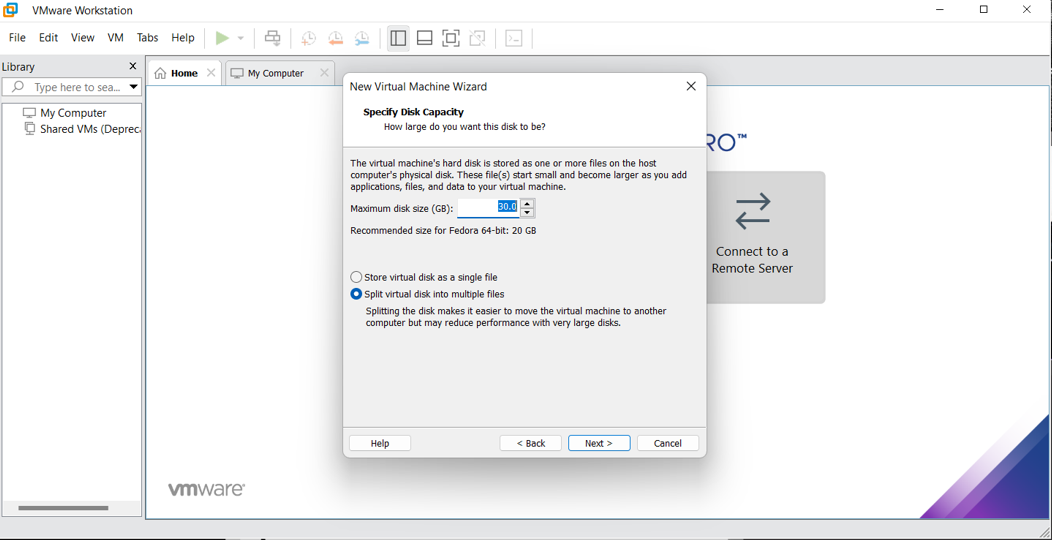 VMware Workstation
File Edit View VM Tabs Help
Library
Type here to sea...
My Computer
Shared VMs (Depreca
Home
My Computer
RO™
Connect to a
Remote Server
New Virtual Machine Wizard
Specify Disk Capacity
How large do you want this disk to be?
The virtual machine's hard disk is stored as one or more files on the host
computer's physical disk. These file(s) start small and become larger as you add
applications, files, and data to your virtual machine.
Maximum disk size (GB): 30.0
Recommended size for Fedora 64-bit: 20 GB
Store virtual disk as a single file
Split virtual disk into multiple files
Splitting the disk makes it easier to move the virtual machine to another
computer but may reduce performance with very large disks.
Help < Back Next > Cancel
vmware®